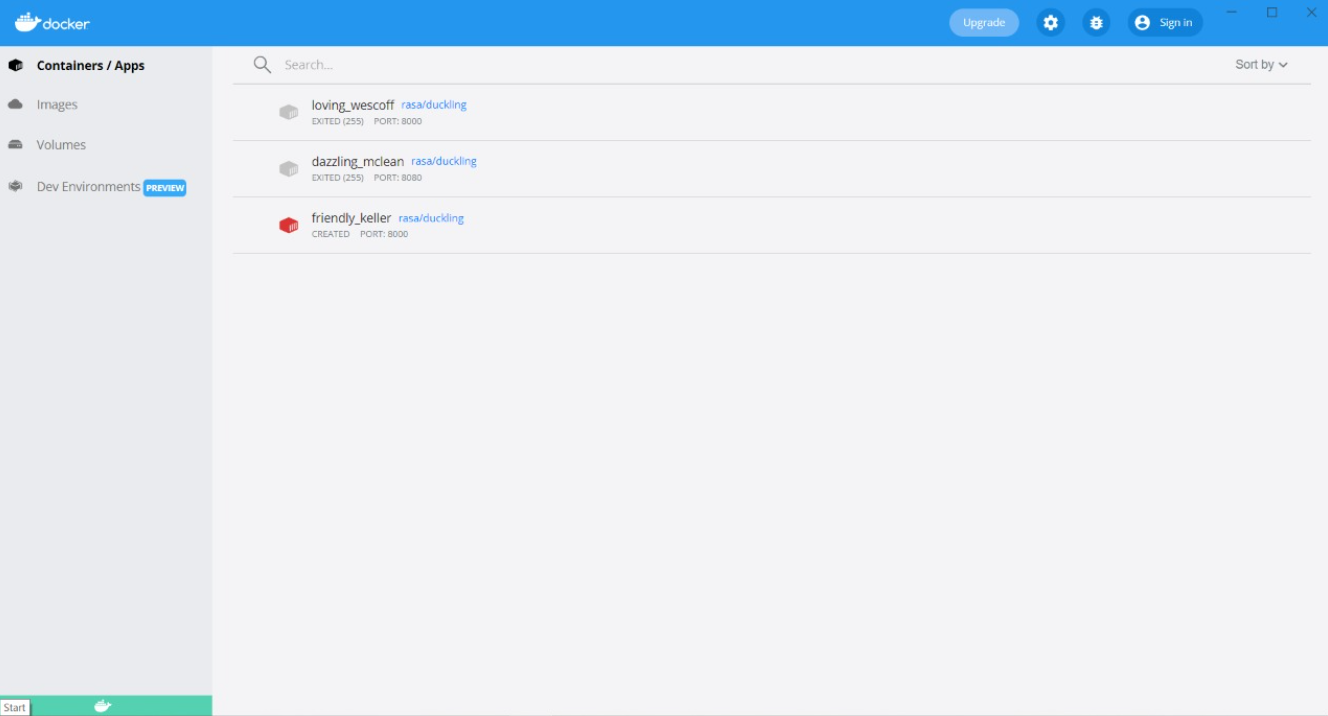 docker
Upgrade
Sign in
Containers / Apps
Images
Volumes
Dev Environments PREVIEW
Search...
Sort by
loving_wescoff rasa/duckling
EXITED (255) PORT: 8000
dazzling_mclean rasa/duckling
EXITED (255) PORT: 8080
friendly_keller rasa/duckling
CREATED PORT: 8000
Start